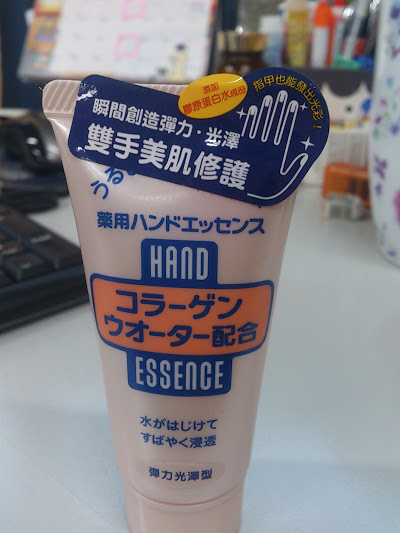 添加
膠原蛋白水成份
指甲也能發出光彩！
瞬間創造彈力・光澤
雙手美肌修護
うる
薬用ハンドエッセンス
HAND
コラーゲン
ウオーター配合
ESSENCE
水がはじけて
すばやく浸透
彈力光澤型